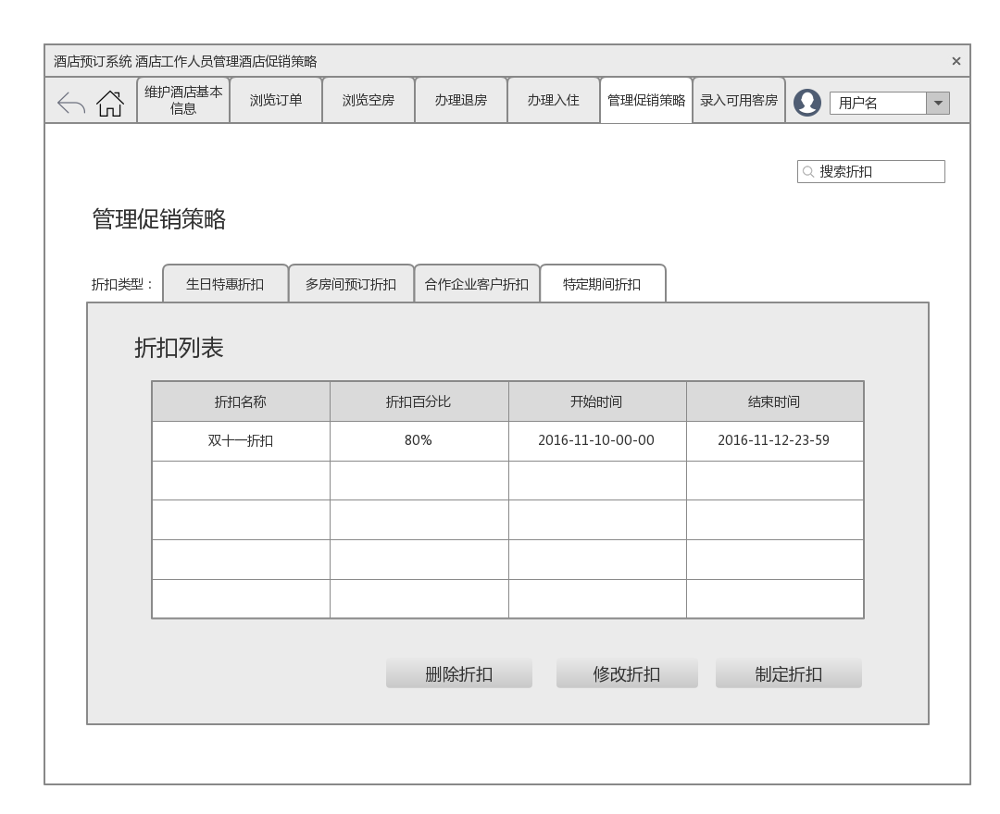 酒店预订系统 酒店工作人员管理酒店促销策略 ×
维护酒店基本
信息
浏览订单
浏览空房
办理退房
办理入住
管理促销策略
录入可用客房
用户名
搜索折扣
管理促销策略
折扣类型：
生日特惠折扣
多房间预订折扣
合作企业客户折扣
特定期间折扣
折扣列表
折扣名称 折扣百分比 开始时间 结束时间
双十一折扣 80% 2016-11-10-00-00 2016-11-12-23-59
删除折扣 修改折扣 制定折扣